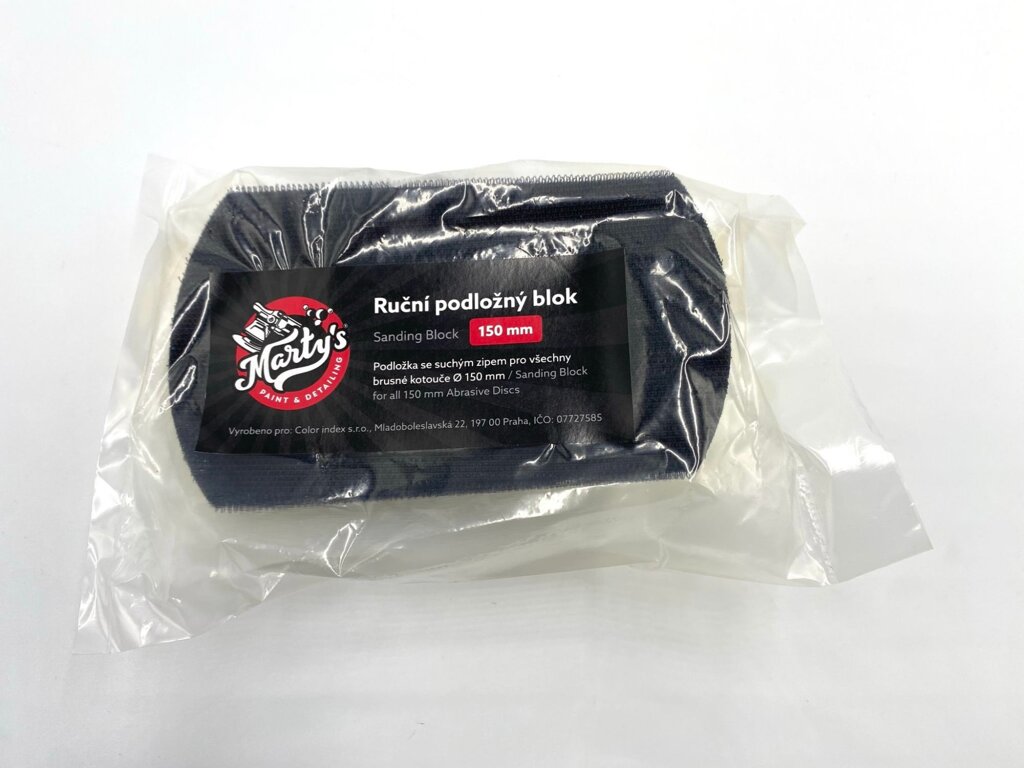 Marty's
PAINT & DETAILING
Ruční podložný blok
Sanding Block 150 mm
Podložka se suchým zipem pro všechny
brusné kotouče Ø 150 mm / Sanding Block
for all 150 mm Abrasive Discs
Vyrobeno pro: Color index s.r.o., Mladoboleslavská 22, 197 00 Praha, IČO: 07727585